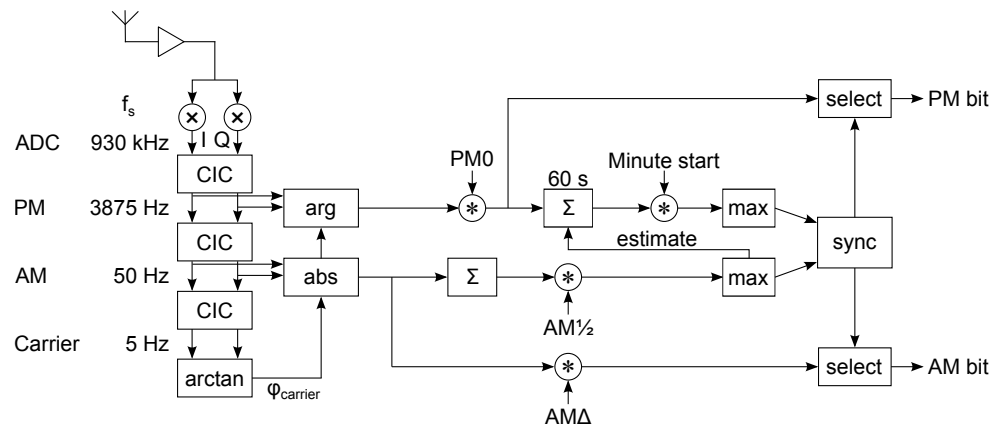 fs
ADC 930 kHz I Q
CIC
PM 3875 Hz
CIC
AM 50 Hz
CIC
Carrier 5 Hz
arctan
φcarrier
arg
abs
PM0
*
60 s
Σ
Minute start
*
max
estimate
Σ
*
AM½
max
*
AMΔ
sync
select
PM bit
select
AM bit